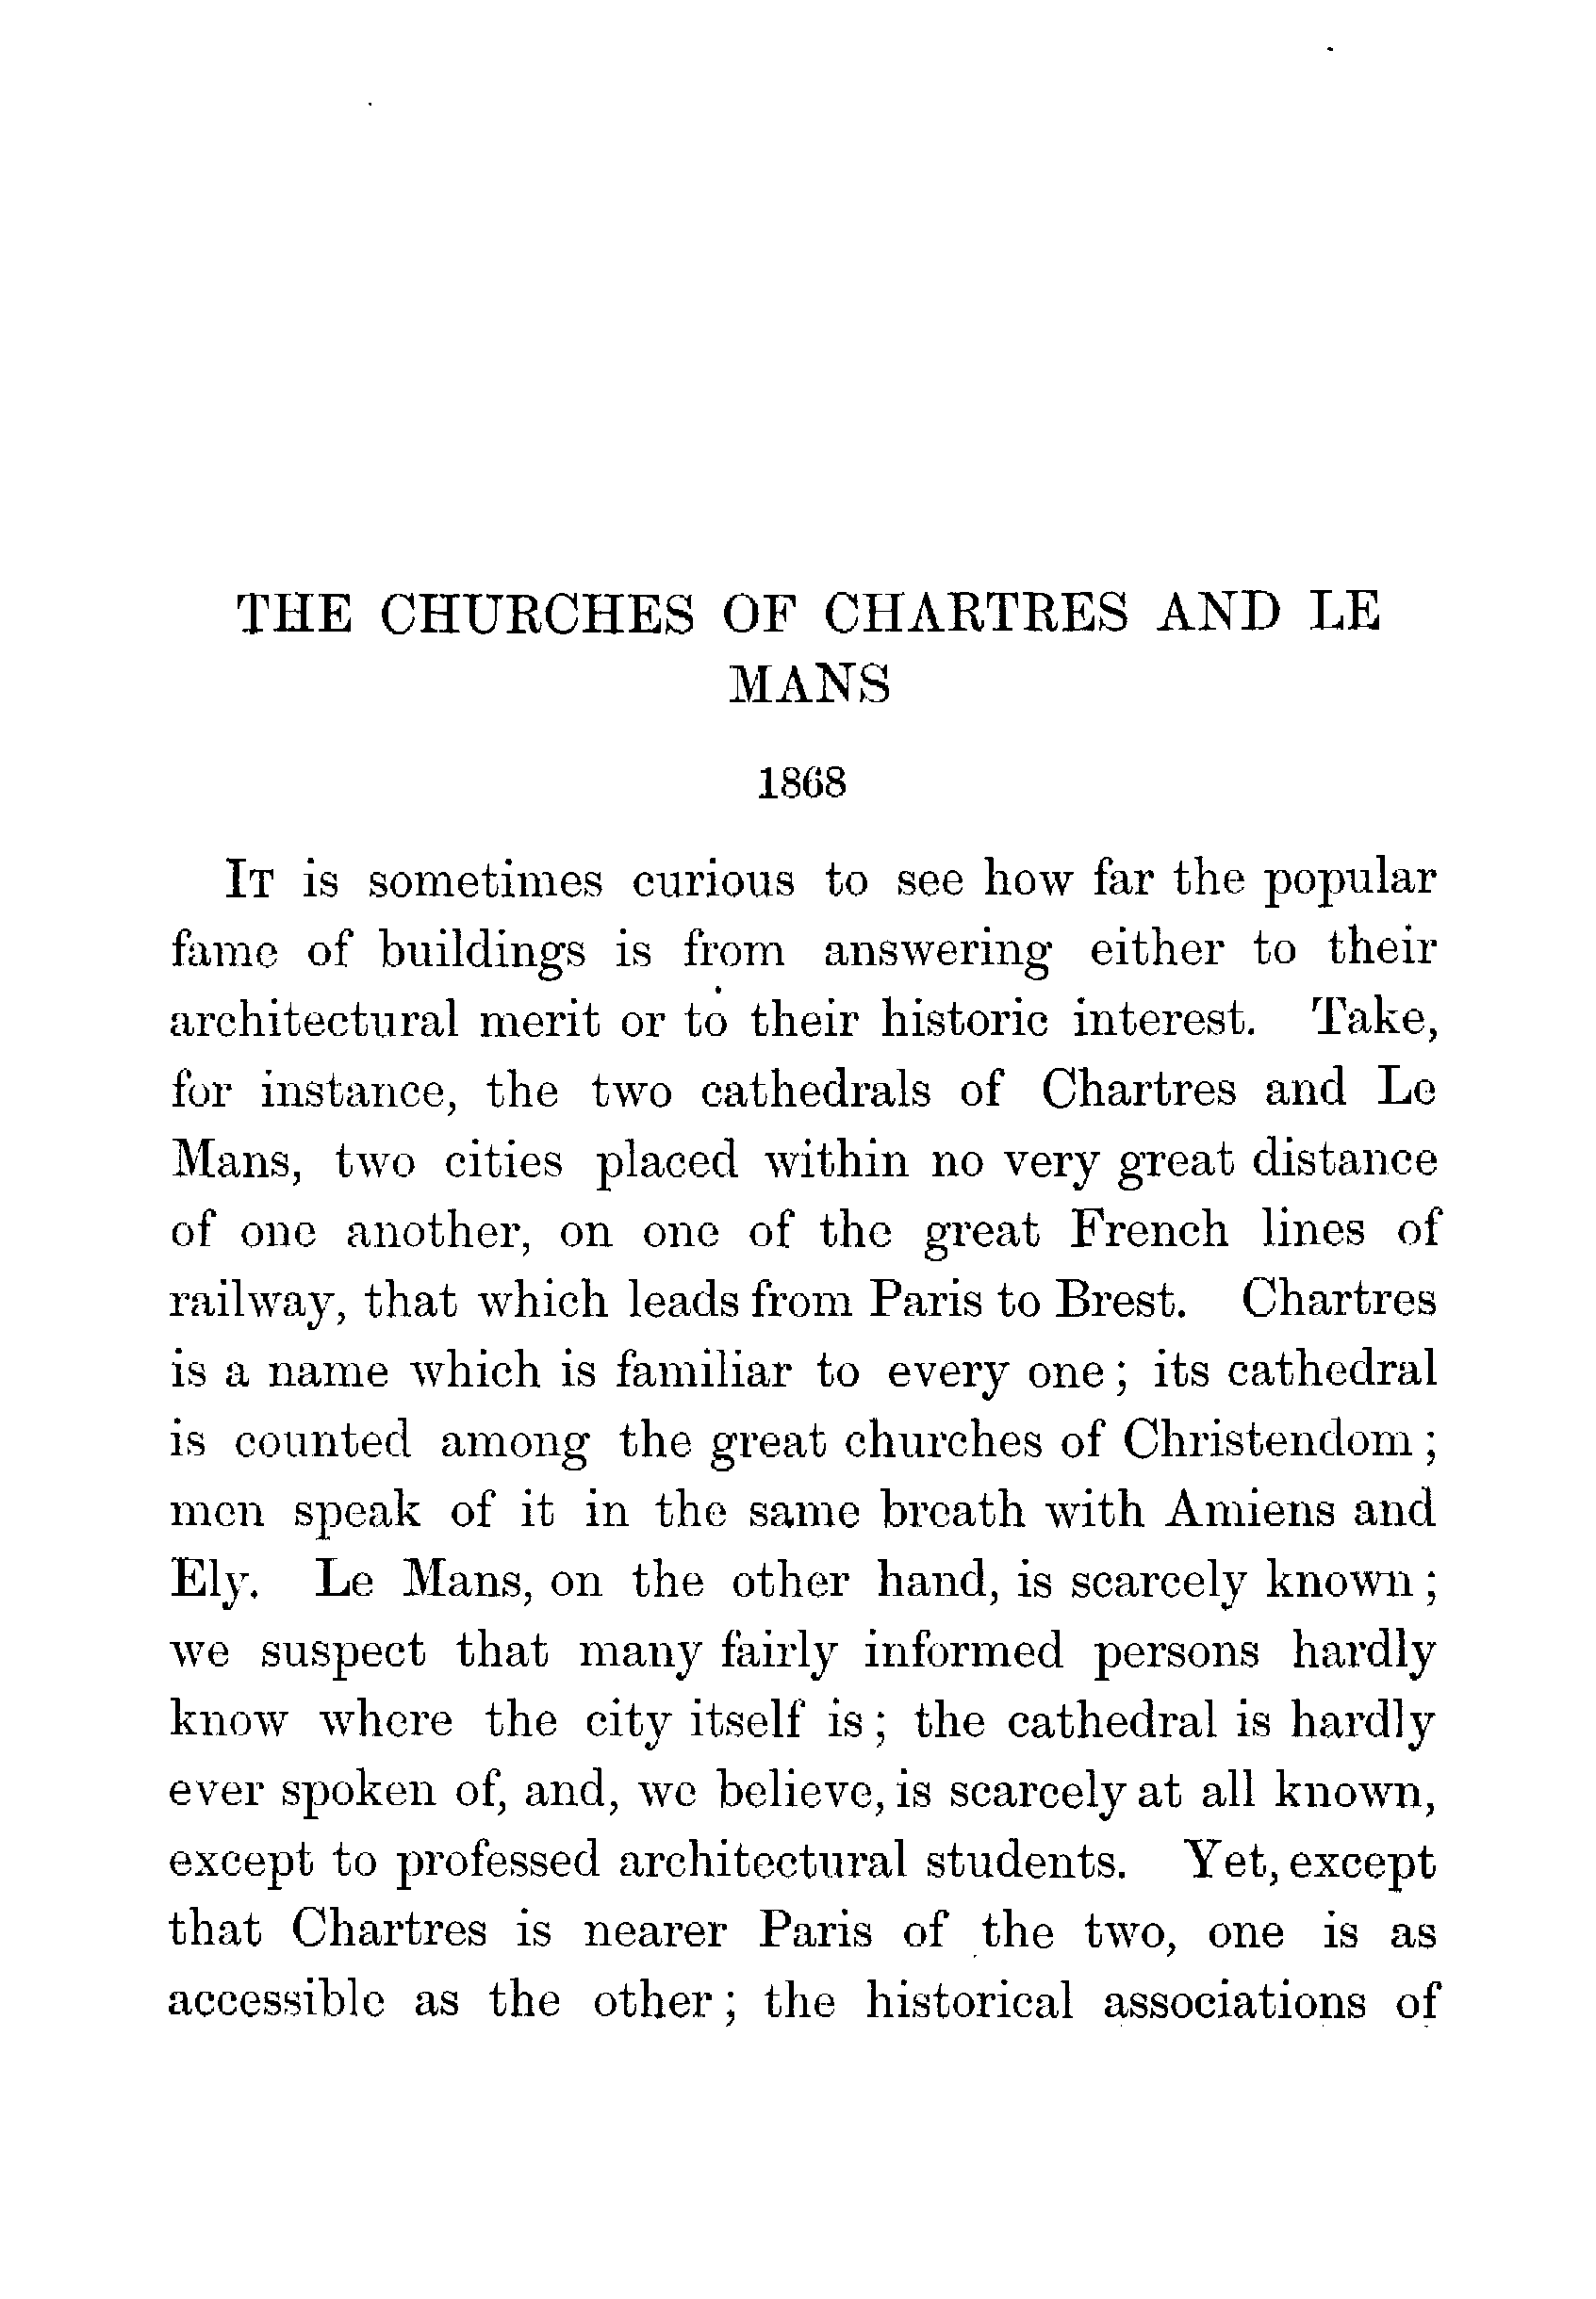 THE CHURCHES OF CHARTRES AND LE
MANS
1868
IT is sometimes curious to see how far the popular
fame of buildings is from answering either to their
architectural merit or to their historic interest. Take,
for instance, the two cathedrals of Chartres and Le
Mans, two cities placed within no very great distance
of one another, on one of the great French lines of
railway, that which leads from Paris to Brest. Chartres
is a name which is familiar to every one; its cathedral
is counted among the great churches of Christendom;
men speak of it in the same breath with Amiens and
Ely. Le Mans, on the other hand, is scarcely known;
we suspect that many fairly informed persons hardly
know where the city itself is; the cathedral is hardly
ever spoken of, and, we believe, is scarcely at all known,
except to professed architectural students. Yet, except
that Chartres is nearer Paris of the two, one is as
accessible as the other; the historical associations of